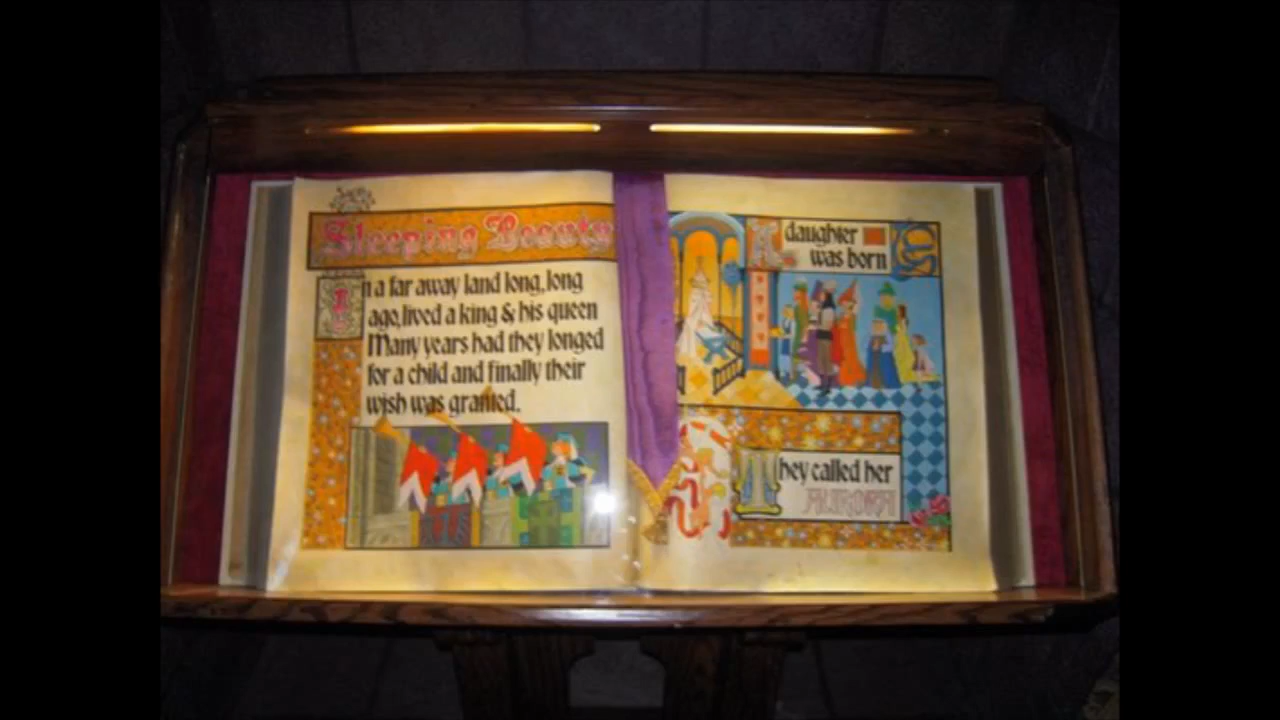 Sleeping Beauty
In a far away land long, long
ago, lived a king & his queen
Many years had they longed
for a child and finally their
wish was granted.
A daughter
was born
They called her
AURORA